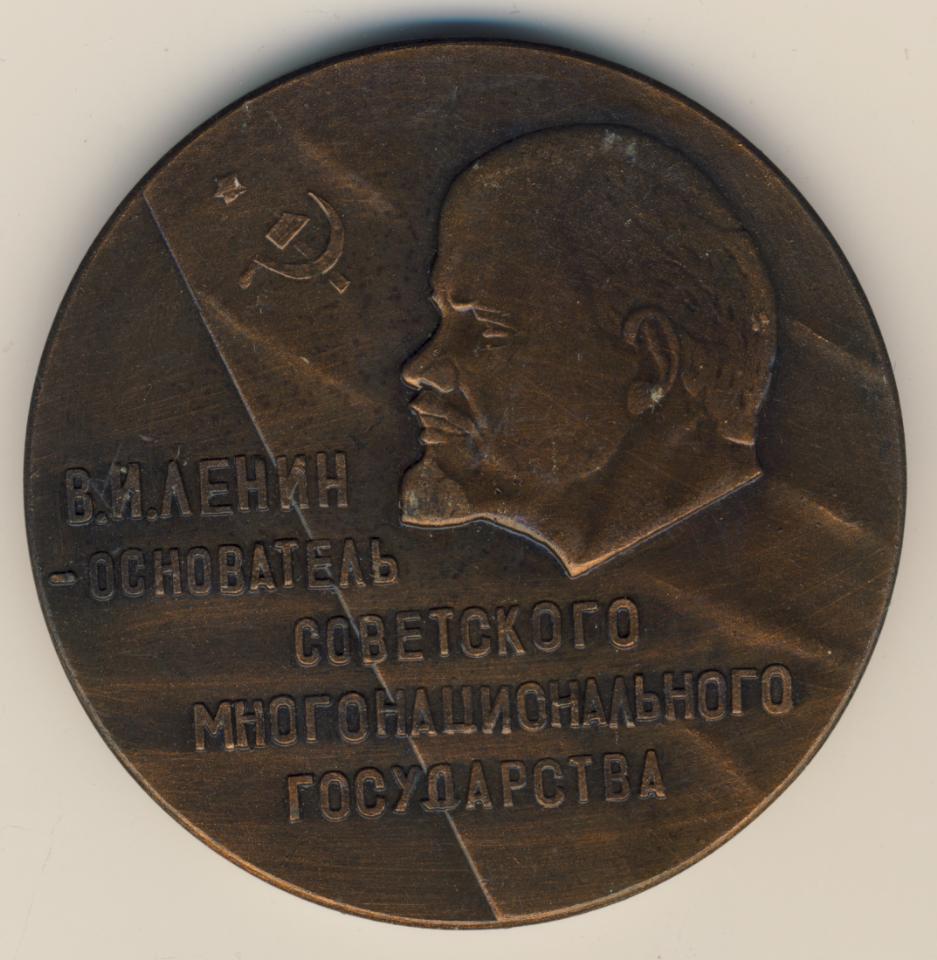 В.И.ЛЕНИН
-ОСНОВАТЕЛЬ
СОВЕТСКОГО
МНОГОНАЦИОНАЛЬНОГО
ГОСУДАРСТВА